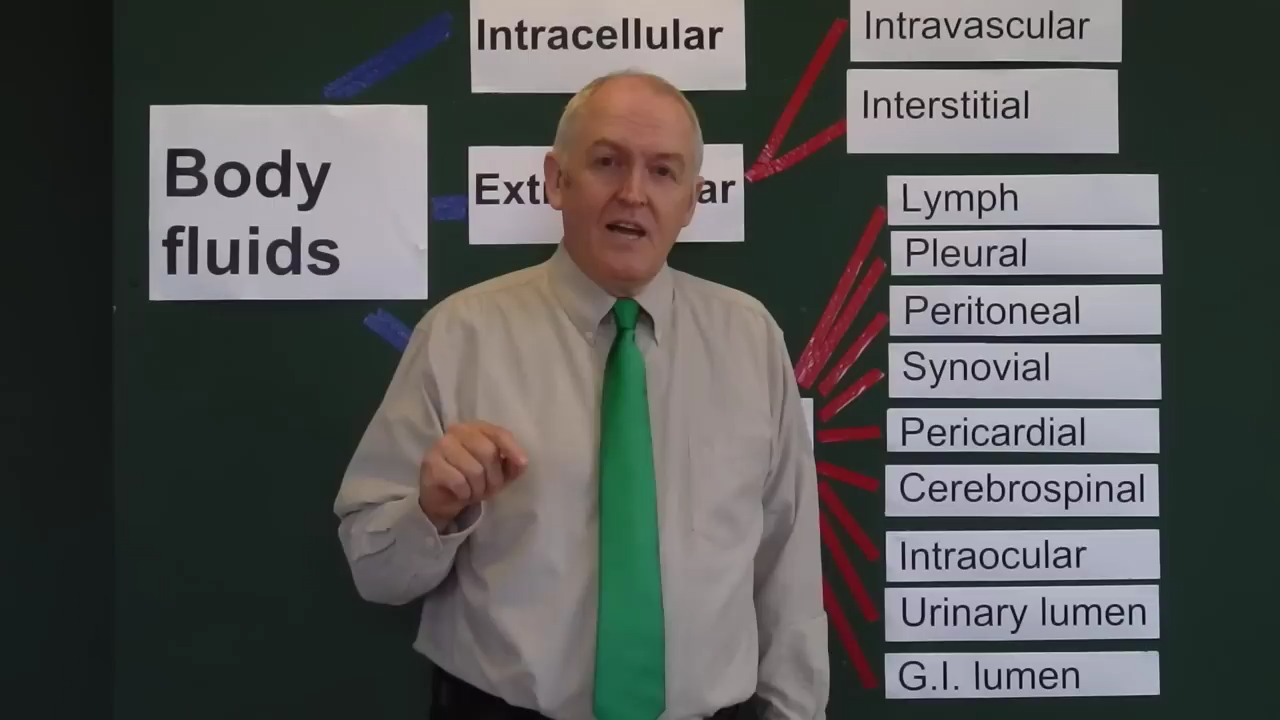 Body
fluids
Intracellular
Intravascular
Interstitial
Lymph
Pleural
Peritoneal
Synovial
Pericardial
Cerebrospinal
Intraocular
Urinary lumen
G.I. lumen